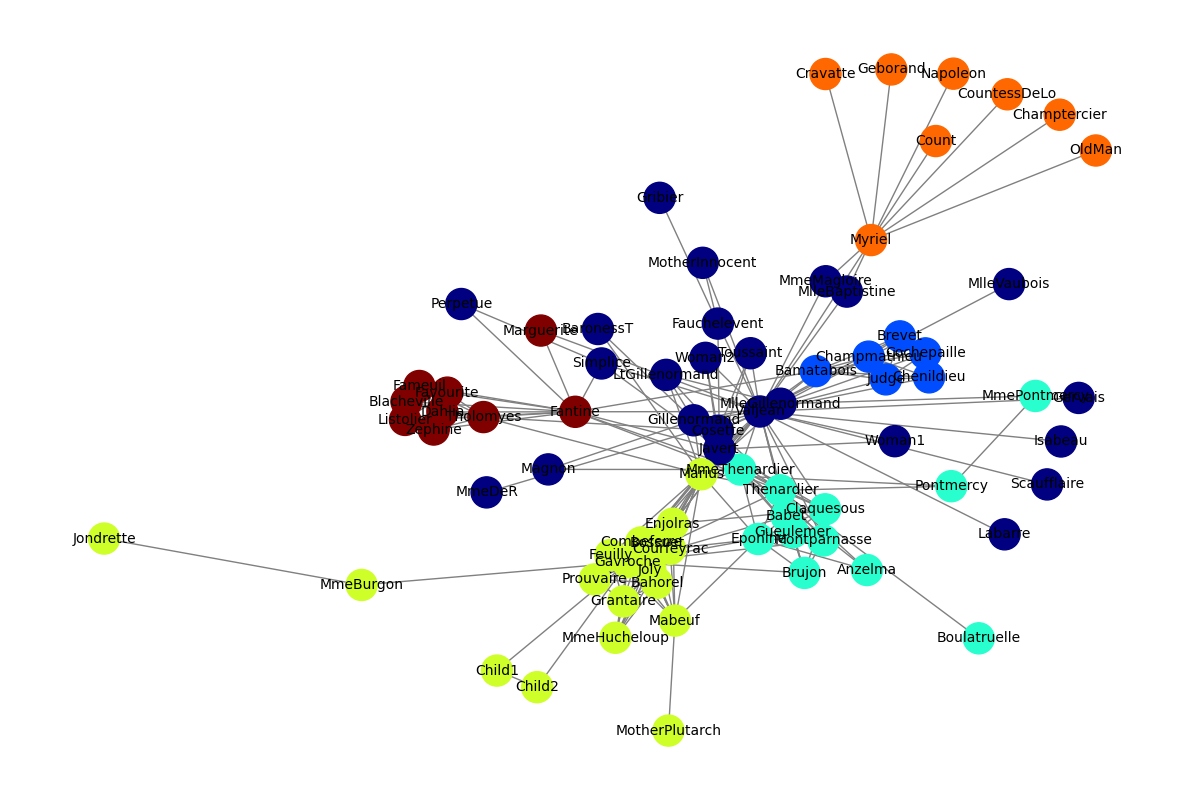 Cravatte
Geborand
Napoleon
CountessDeLo
Champtercier
Count
OldMan
Gribier
Myriel
MotherInnocent
MmeMagloire
MlleBaptistine
MlleVaubois
Perpetue
Marguerite
BaronessT
Fauchelevent
Brevet
Simplice
Woman2
Toussaint
Champmathieu
Cochepaille
LtGillenormand
Bamatabois
Judge
Chenildieu
Fameuil
Favourite
Blacheville
Dahlia
Listolier
Zephine
Tholomyes
Fantine
MmePontmercy
Gervais
MlleGillenormand
Valjean
Gillenormand
Cosette
Javert
Woman1
Isabeau
Magnon
MmeDeR
Marius
MmeThenardier
Thenardier
Pontmercy
Scaufflaire
Claquesous
Babet
Gueulemer
Montparnasse
Eponine
Labarre
Jondrette
Enjolras
Combeferre
Bossuet
Courfeyrac
Feuilly
Gavroche
Joly
Prouvaire
Bahorel
Brujon
Anzelma
MmeBurgon
Grantaire
Mabeuf
MmeHucheloup
Boulatruelle
Child1
Child2
MotherPlutarch